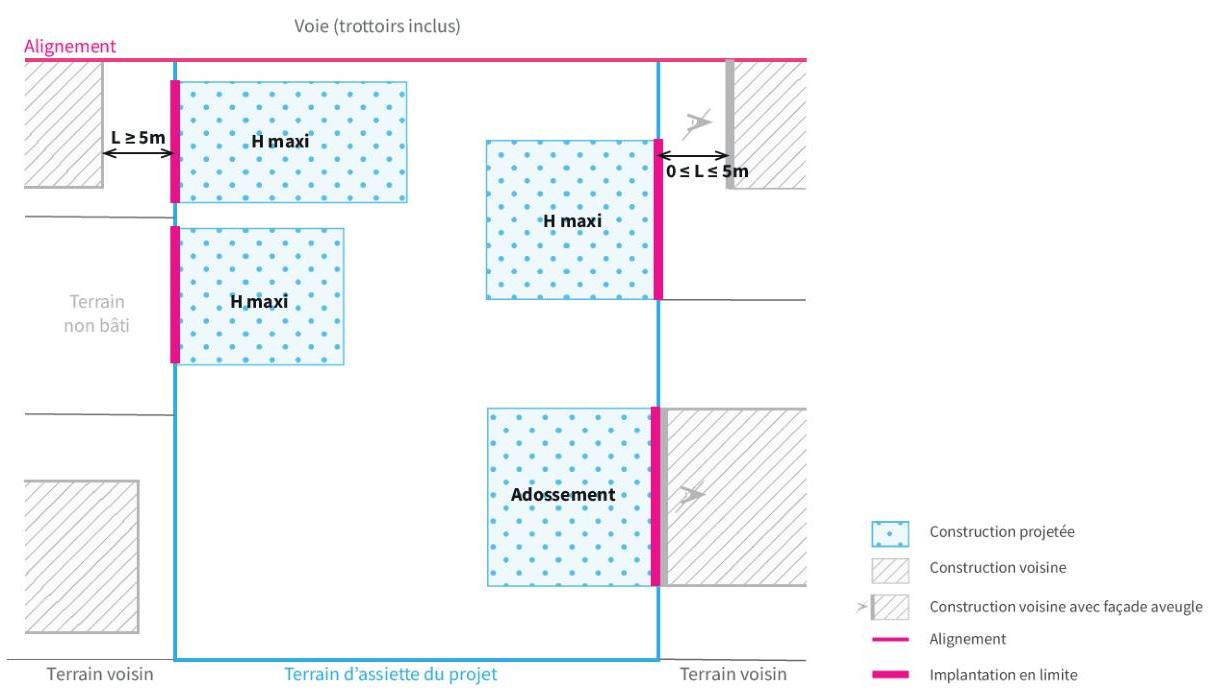 Voie (trottoirs inclus)
Alignement
L ≥ 5m
H maxi
0 ≤ L ≤ 5m
H maxi
Terrain
non bâti
H maxi
Adossement
Construction projetée
Construction voisine
Construction voisine avec façade aveugle
Alignement
Implantation en limite
Terrain voisin
Terrain d'assiette du projet
Terrain voisin